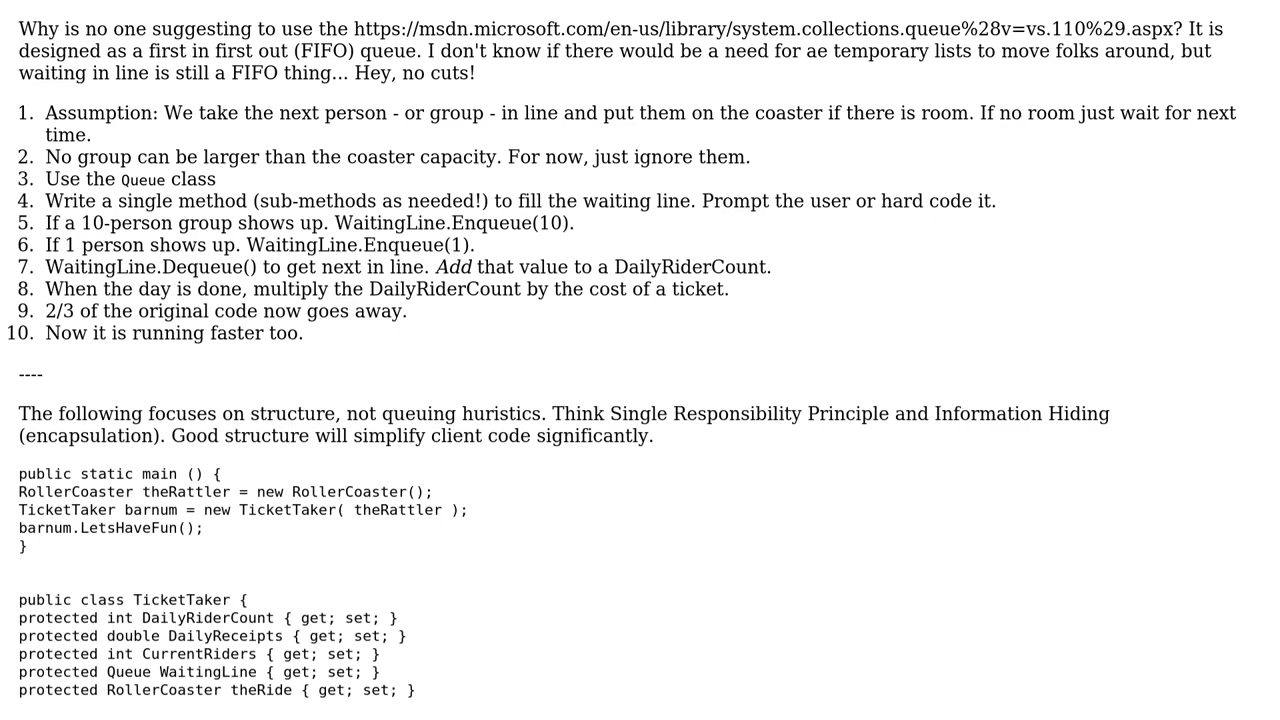 Why is no one suggesting to use the https://msdn.microsoft.com/en-us/library/system.collections.queue%28v=vs.110%29.aspx? It is
designed as a first in first out (FIFO) queue. I don't know if there would be a need for ae temporary lists to move folks around, but
waiting in line is still a FIFO thing... Hey, no cuts!
1. Assumption: We take the next person - or group - in line and put them on the coaster if there is room. If no room just wait for next
time.
2. No group can be larger than the coaster capacity. For now, just ignore them.
3. Use the Queue class
4. Write a single method (sub-methods as needed!) to fill the waiting line. Prompt the user or hard code it.
5. If a 10-person group shows up. WaitingLine.Enqueue(10).
6. If 1 person shows up. WaitingLine.Enqueue(1).
7. WaitingLine.Dequeue() to get next in line. Add that value to a DailyRiderCount.
8. When the day is done, multiply the DailyRiderCount by the cost of a ticket.
9. 2/3 of the original code now goes away.
10. Now it is running faster too.
----
The following focuses on structure, not queuing huristics. Think Single Responsibility Principle and Information Hiding
(encapsulation). Good structure will simplify client code significantly.
public static main () {
RollerCoaster theRattler = new RollerCoaster();
TicketTaker barnum = new TicketTaker( theRattler );
barnum.LetsHaveFun();
}
public class TicketTaker {
protected int DailyRiderCount { get; set; }
protected double DailyReceipts { get; set; }
protected int CurrentRiders { get; set; }
protected Queue WaitingLine { get; set; }
protected RollerCoaster theRide { get; set; }